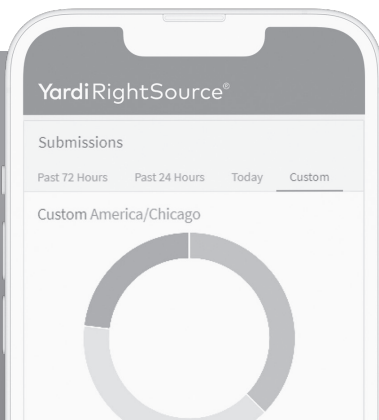 Yardi RightSource®
Submissions
Past 72 Hours Past 24 Hours Today Custom
Custom America/Chicago